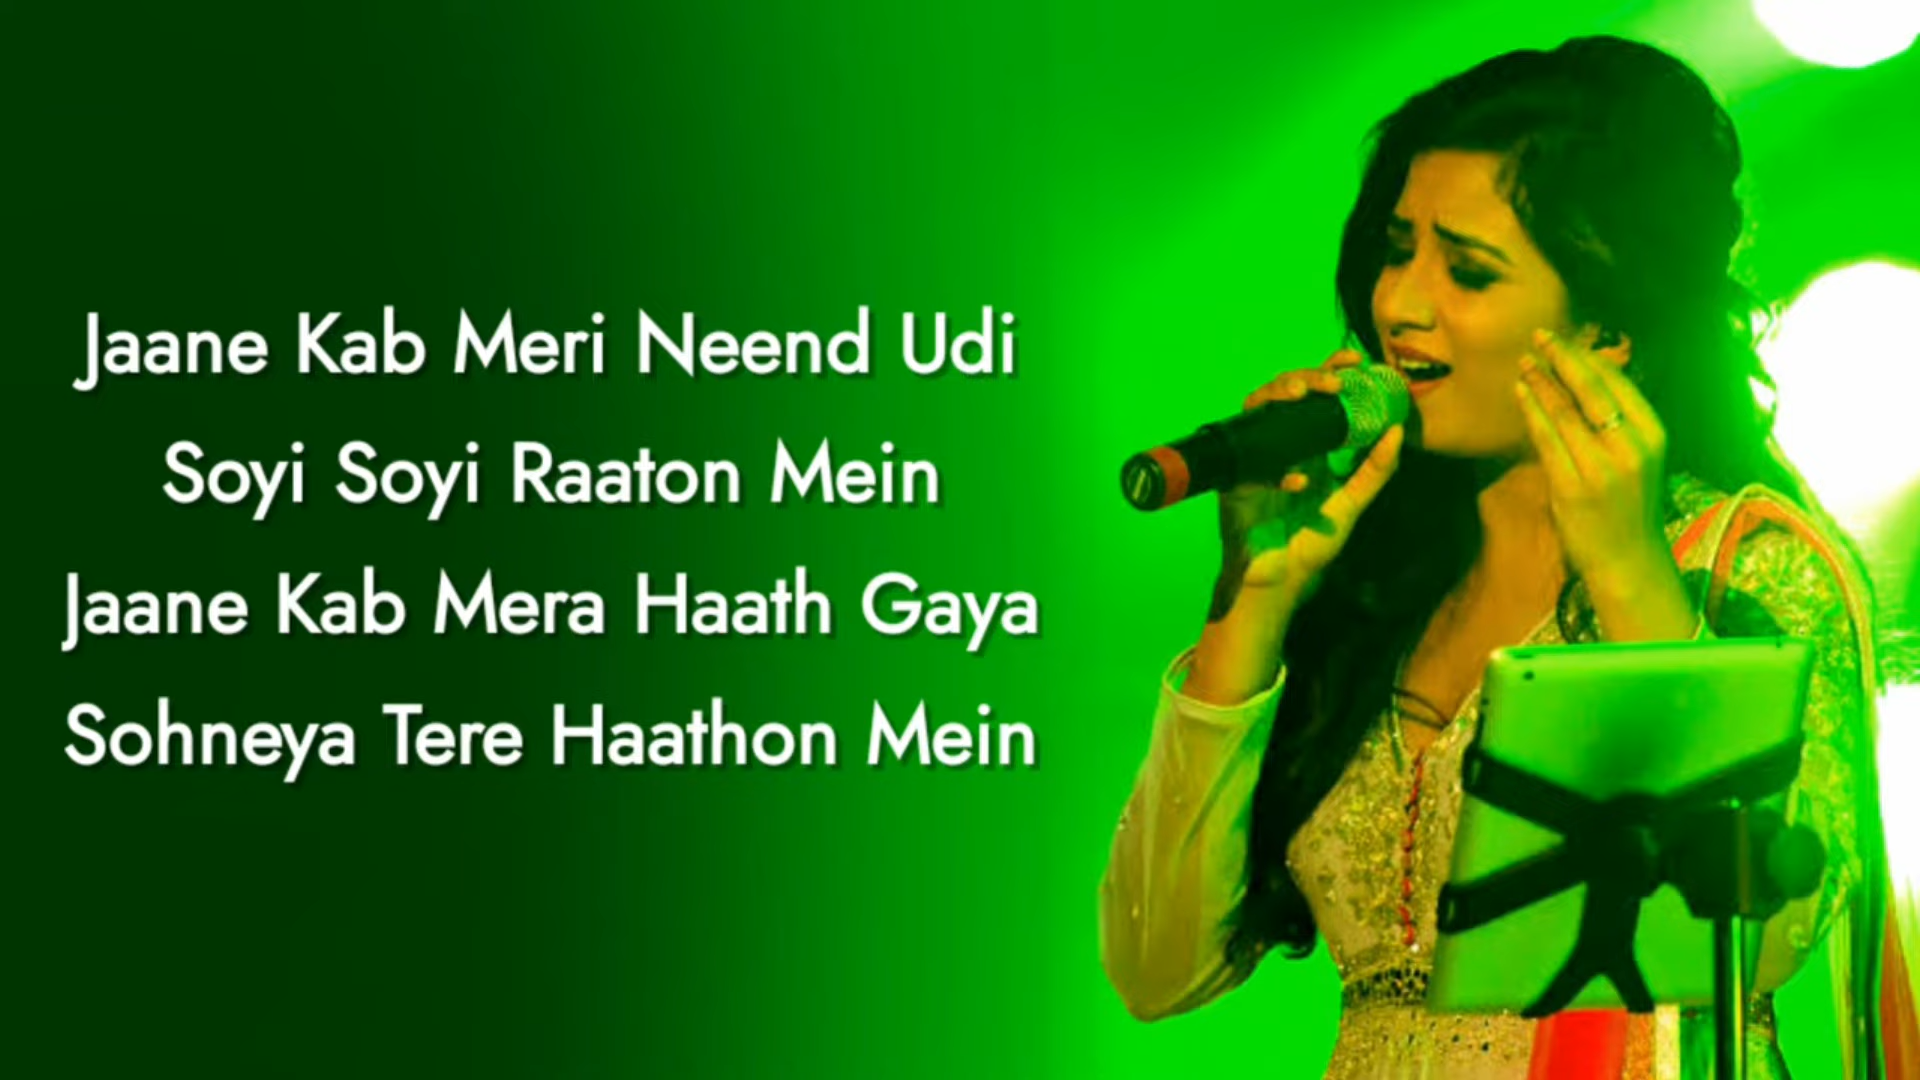 Jaane Kab Meri Neend Udi
Soyi Soyi Raaton Mein
Jaane Kab Mera Haath Gaya
Sohneya Tere Haathon Mein